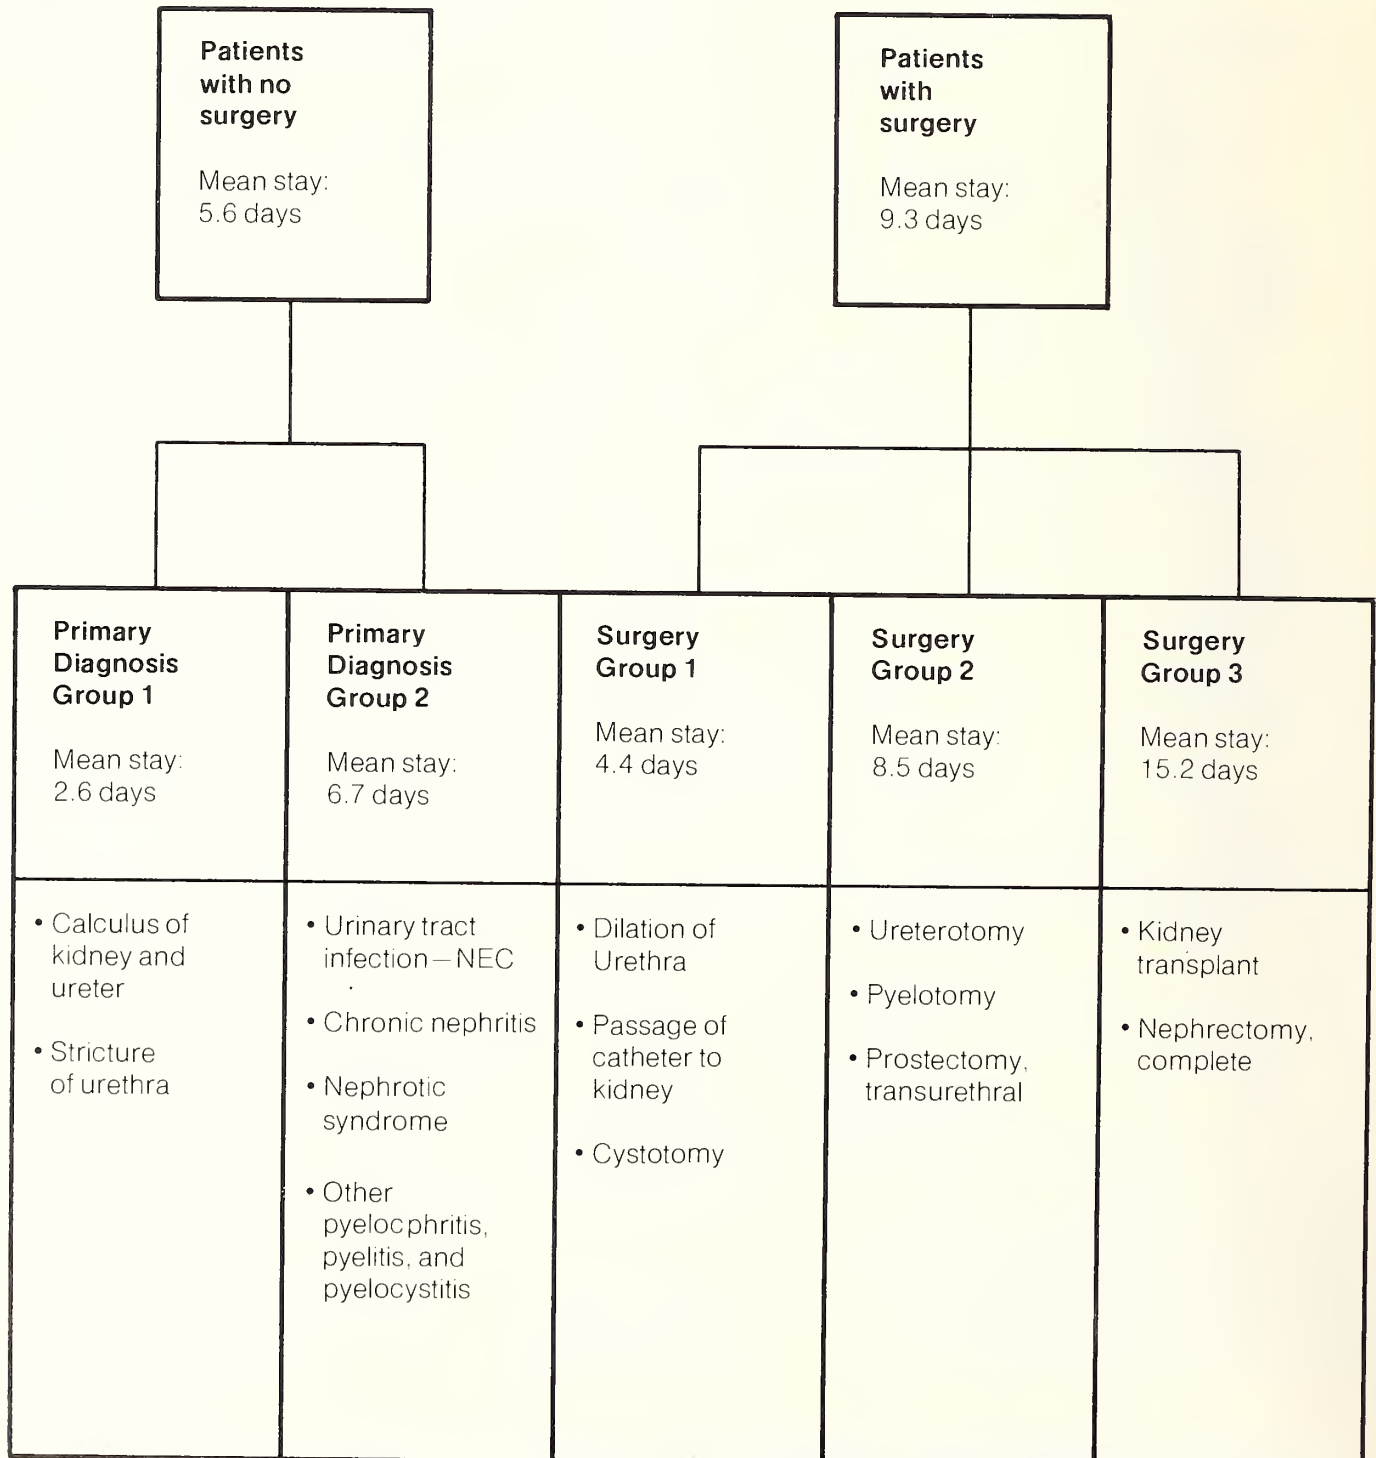 Patients
with no
surgery
Mean stay:
5.6 days
Patients
with
surgery
Mean stay:
9.3 days
Primary
Diagnosis
Group 1
Mean stay:
2.6 days
Primary
Diagnosis
Group 2
Mean stay:
6.7 days
Surgery
Group 1
Mean stay:
4.4 days
Surgery
Group 2
Mean stay:
8.5 days
Surgery
Group 3
Mean stay:
15.2 days
• Calculus of
kidney and
ureter
• Stricture
of urethra
• Urinary tract
infection—NEC
• Chronic nephritis
• Nephrotic
syndrome
• Other
pyelocphritis,
pyelitis, and
pyelocystitis
• Dilation of
Urethra
• Passage of
catheter to
kidney
• Cystotomy
• Ureterotomy
• Pyelotomy
• Prostectomy,
transurethral
• Kidney
transplant
• Nephrectomy,
complete